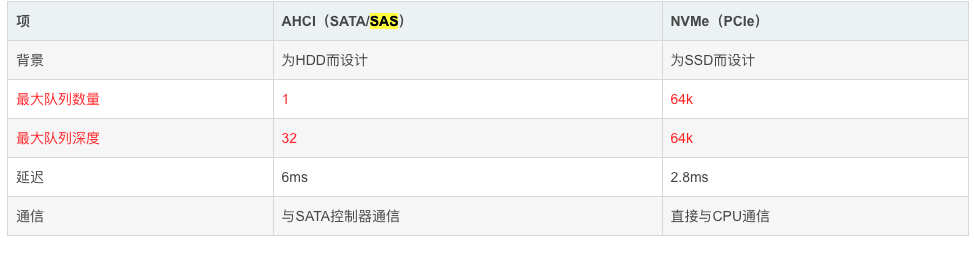 项 AHCI（SATA/SAS） NVMe（PCIe）
背景 为HDD而设计 为SSD而设计
最大队列数量 1 64k
最大队列深度 32 64k
延迟 6ms 2.8ms
通信 与SATA控制器通信 直接与CPU通信